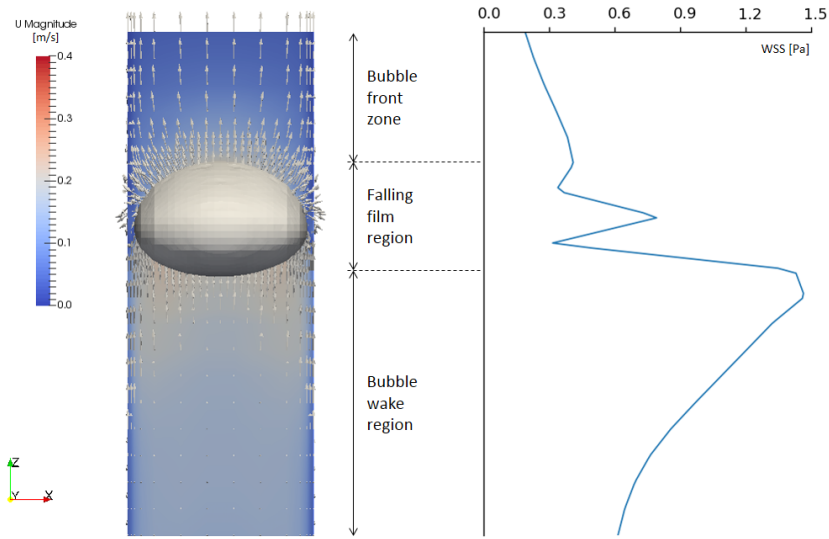 U Magnitude
[m/s]
0.4
0.3
0.2
0.1
0.0
Z
Y
X
Bubble
front
zone
Falling
film
region
Bubble
wake
region
0.0 0.3 0.6 0.9 1.2 1.5
WSS [Pa]